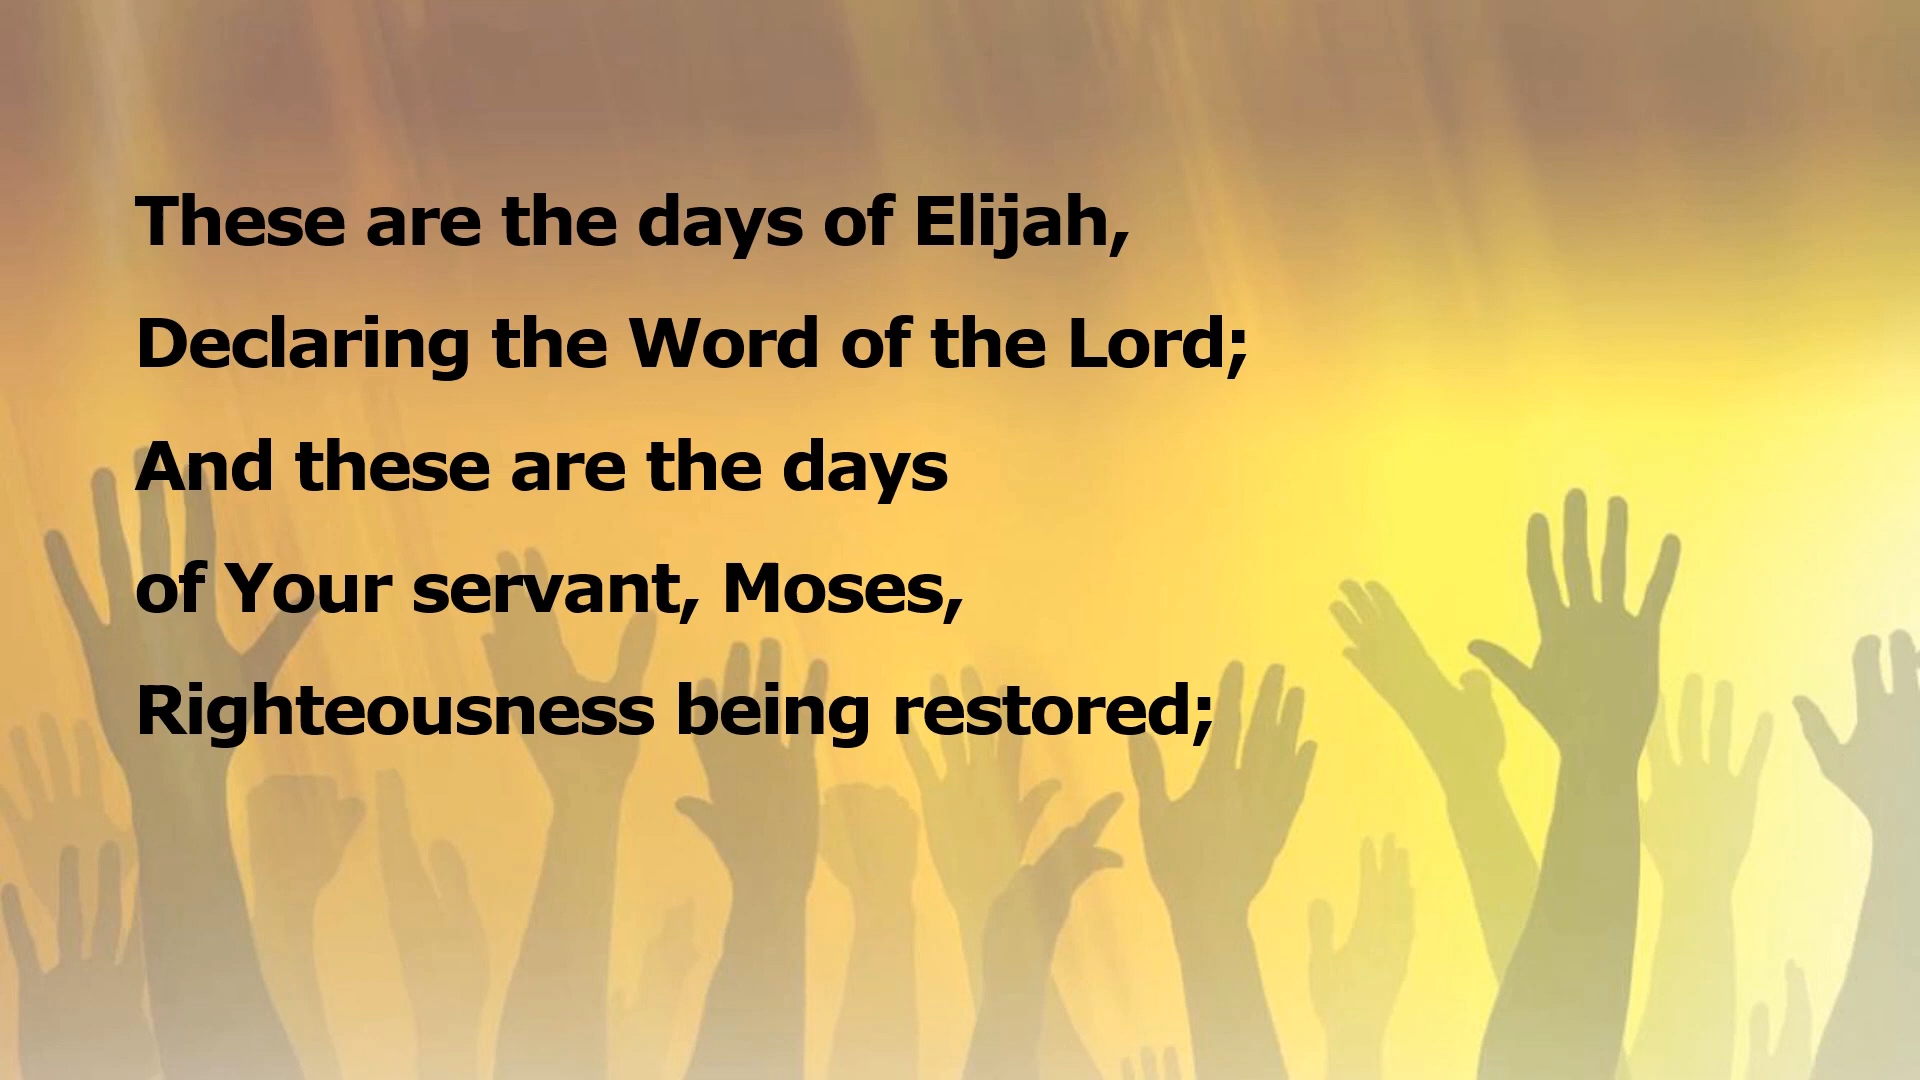 These are the days of Elijah,
Declaring the Word of the Lord;
And these are the days
of Your servant, Moses,
Righteousness being restored;